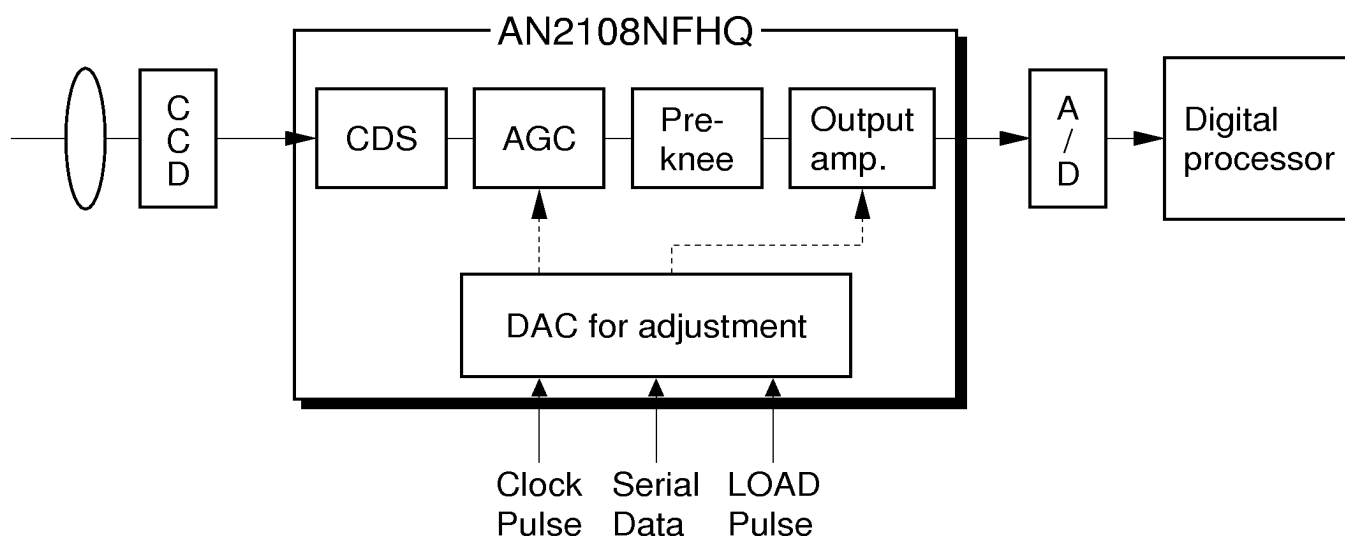 AN2108NFHQ
C
C
D
CDS
AGC
Pre-
knee
Output
amp.
A
/
D
Digital
processor
DAC for adjustment
Clock
Pulse
Serial
Data
LOAD
Pulse